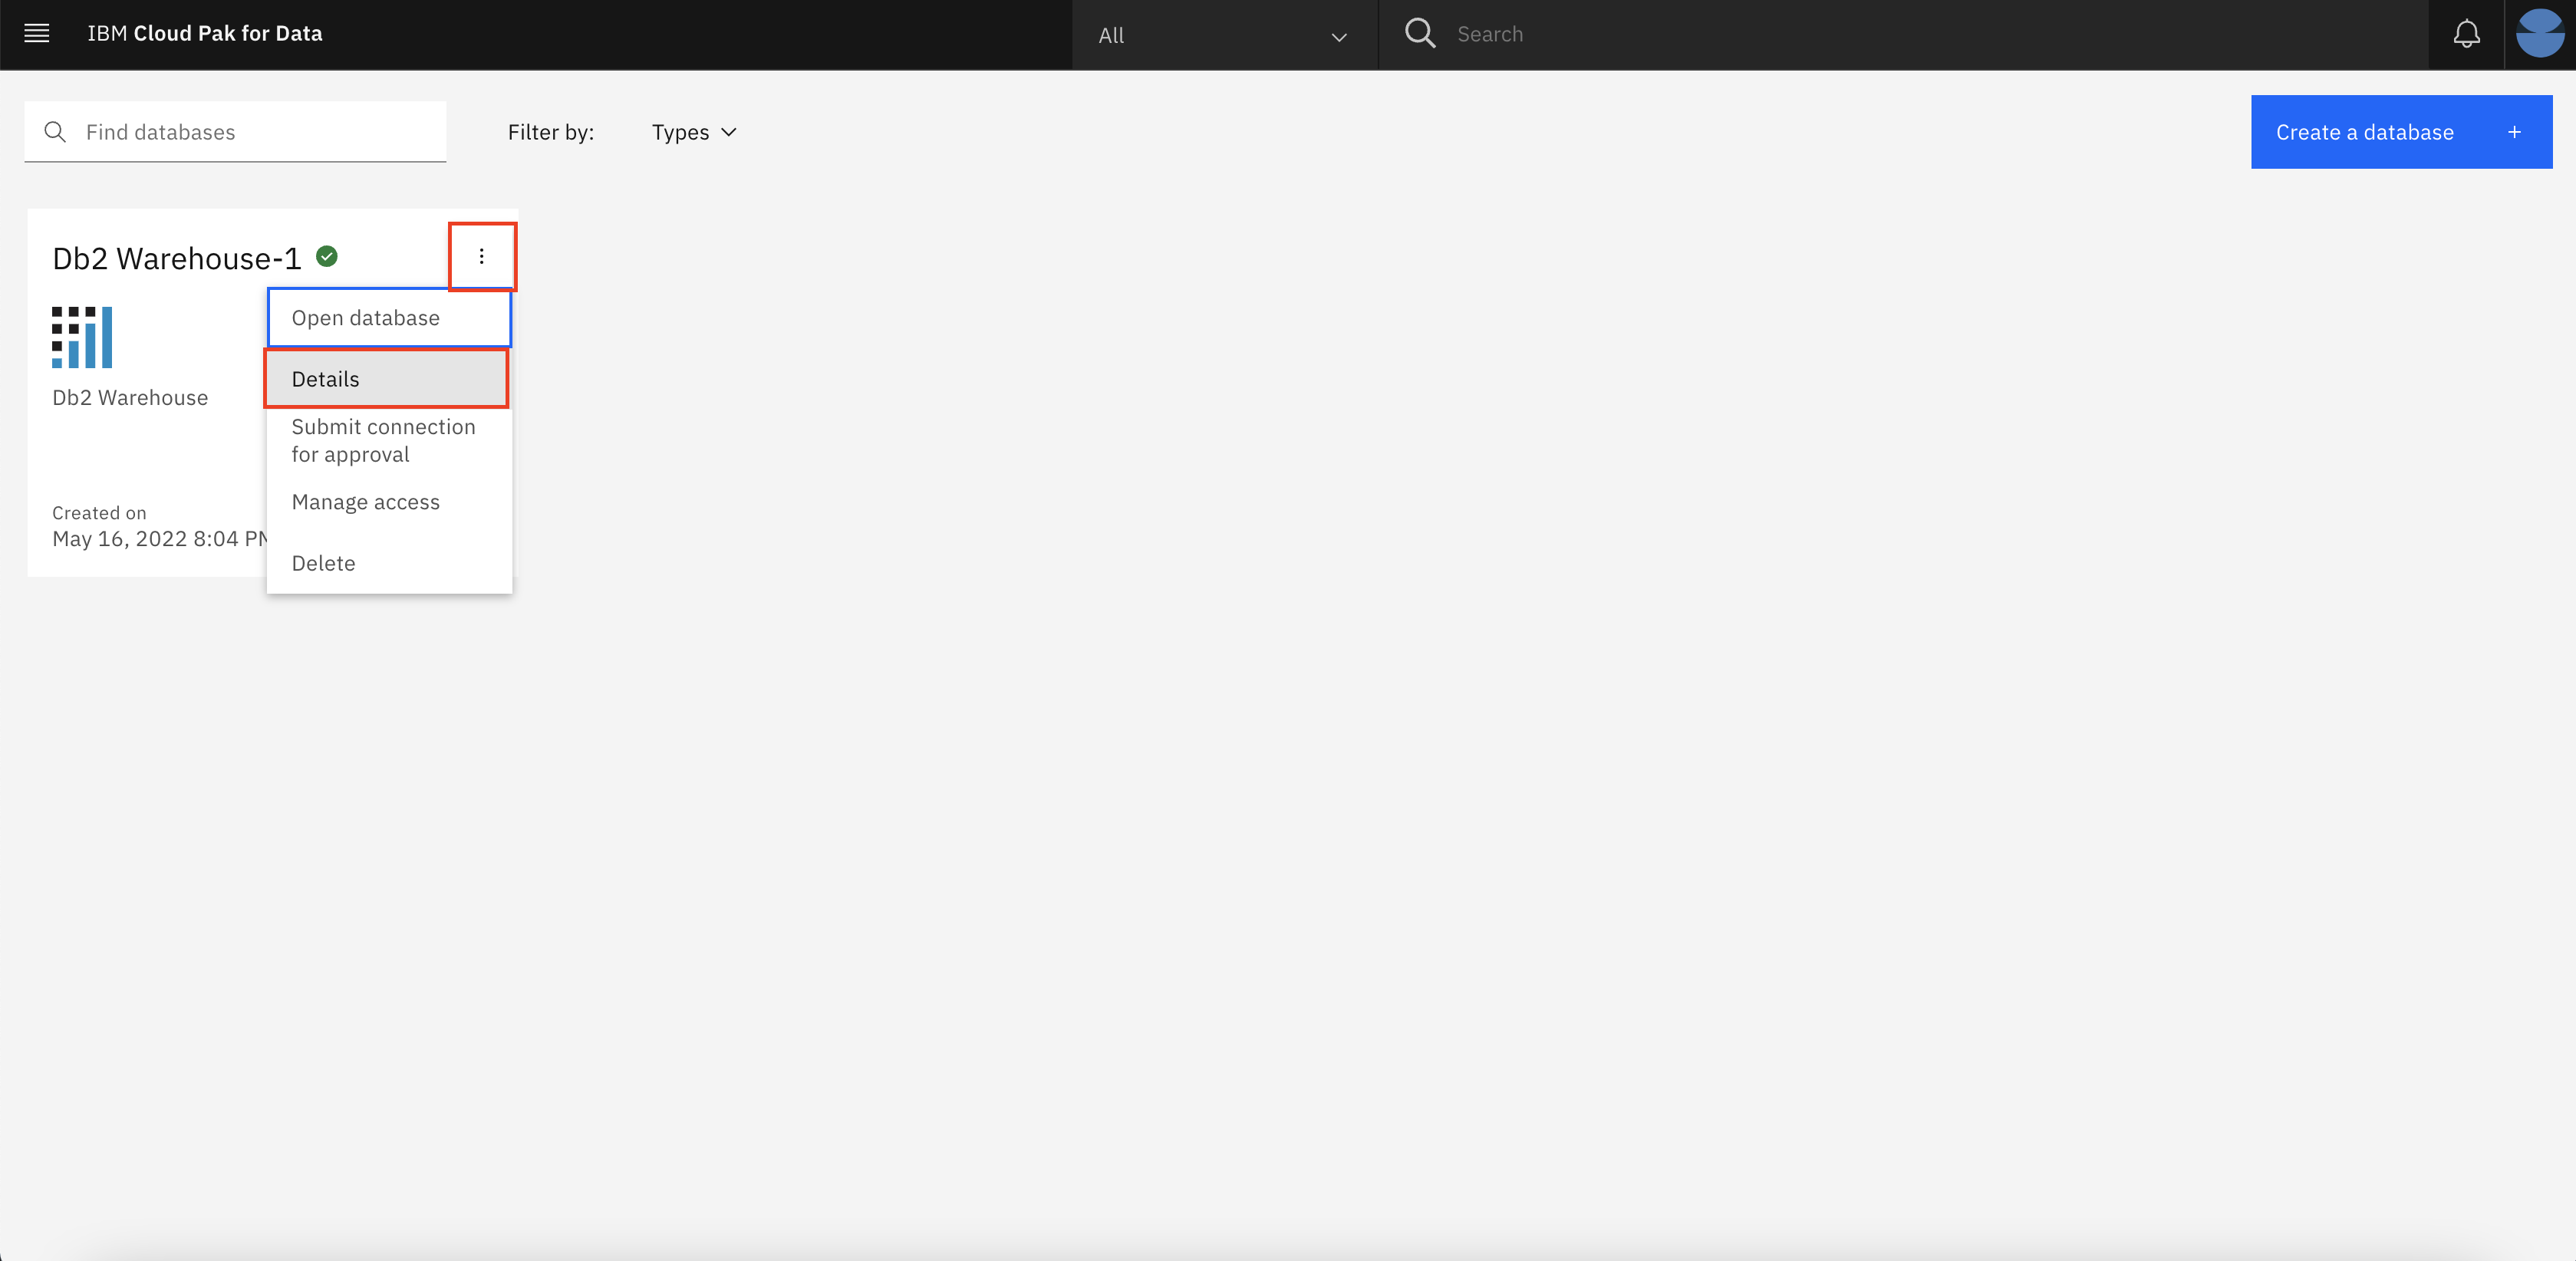 IBM Cloud Pak for Data
All
Search
Find databases
Filter by:
Types
Create a database +
Db2 Warehouse-1
Open database
Details
Db2 Warehouse
Submit connection
for approval
Manage access
Created on
May 16, 2022 8:04 PM
Delete